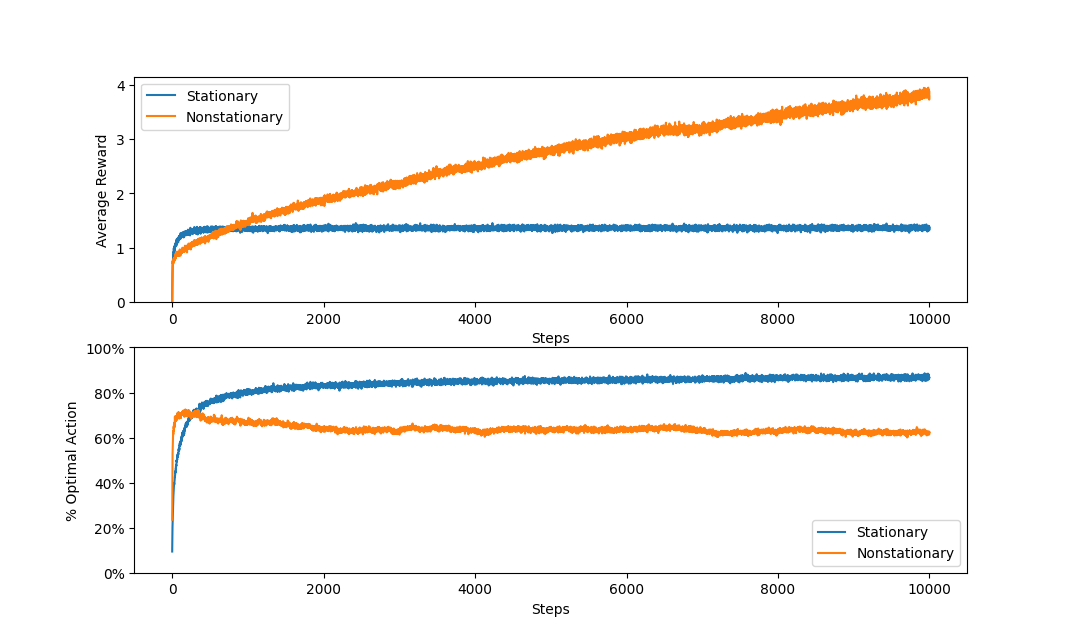 4
3
2
1
0
Average Reward
Stationary
Nonstationary
0 2000 4000 6000 8000 10000
Steps
100%
80%
60%
40%
20%
0%
% Optimal Action
Stationary
Nonstationary
0 2000 4000 6000 8000 10000
Steps